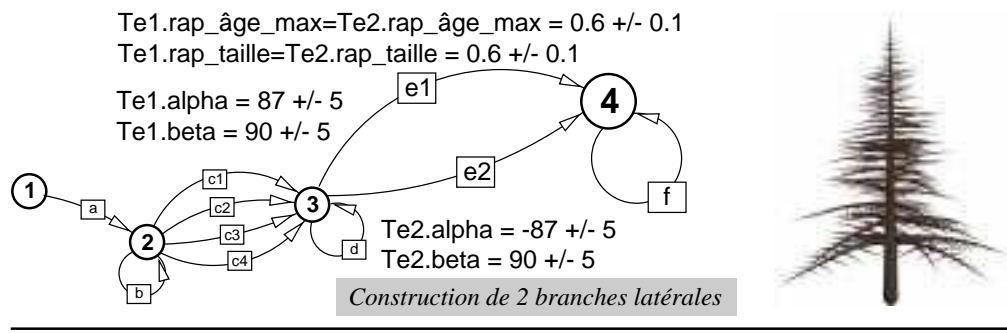 Te1.rap_âge_max=Te2.rap_âge_max = 0.6 +/- 0.1
Te1.rap_taille=Te2.rap_taille = 0.6 +/- 0.1
Te1.alpha = 87 +/- 5
Te1.beta = 90 +/- 5
e1
4
e2
f
1
a
2
b
c1
c2
c3
c4
3
d
Te2.alpha = -87 +/- 5
Te2.beta = 90 +/- 5
Construction de 2 branches latérales